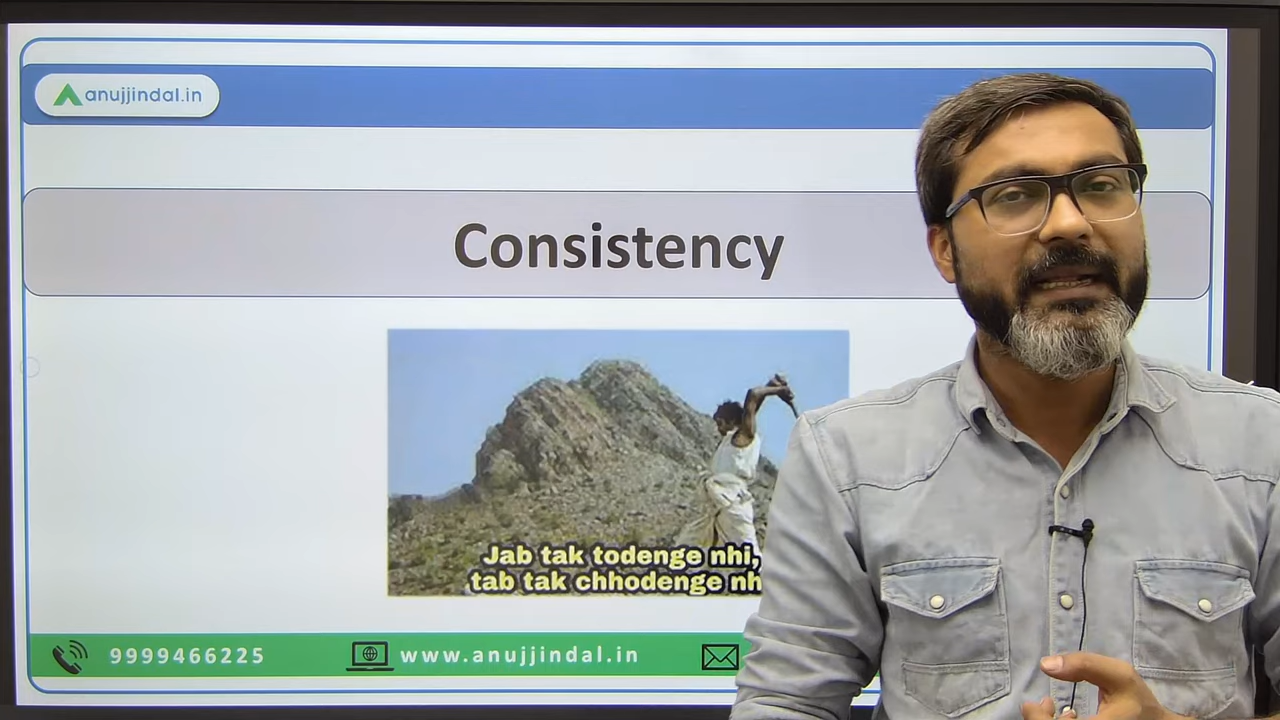 anujjindal.in
Consistency
Jab tak todenge nhi,
tab tak chhodenge
9999466225
www.anujjindal.in